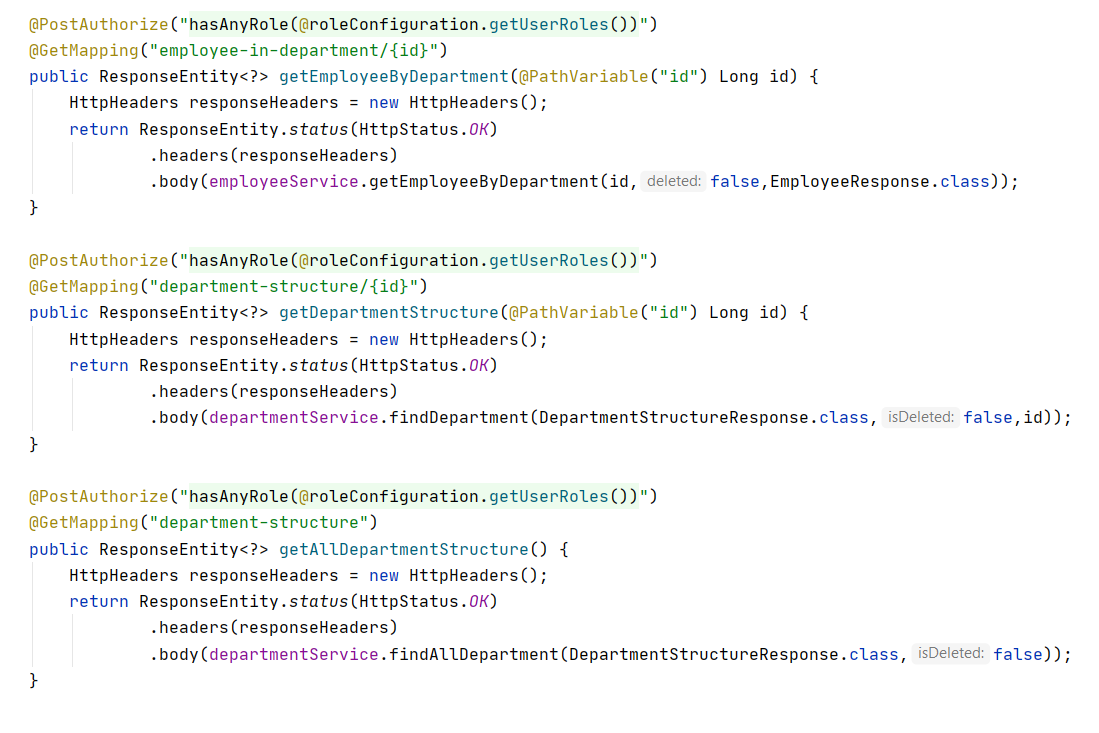 @PostAuthorize("hasAnyRole(@roleConfiguration.getUserRoles())")
@GetMapping("employee-in-department/{id}")
public ResponseEntity<?> getEmployeeByDepartment(@PathVariable("id") Long id) {
    HttpHeaders responseHeaders = new HttpHeaders();
    return ResponseEntity.status(HttpStatus.OK)
            .headers(responseHeaders)
            .body(employeeService.getEmployeeByDepartment(id, deleted: false,EmployeeResponse.class));
}

@PostAuthorize("hasAnyRole(@roleConfiguration.getUserRoles())")
@GetMapping("department-structure/{id}")
public ResponseEntity<?> getDepartmentStructure(@PathVariable("id") Long id) {
    HttpHeaders responseHeaders = new HttpHeaders();
    return ResponseEntity.status(HttpStatus.OK)
            .headers(responseHeaders)
            .body(departmentService.findDepartment(DepartmentStructureResponse.class, isDeleted: false,id));
}

@PostAuthorize("hasAnyRole(@roleConfiguration.getUserRoles())")
@GetMapping("department-structure")
public ResponseEntity<?> getAllDepartmentStructure() {
    HttpHeaders responseHeaders = new HttpHeaders();
    return ResponseEntity.status(HttpStatus.OK)
            .headers(responseHeaders)
            .body(departmentService.findAllDepartment(DepartmentStructureResponse.class, isDeleted: false));
}